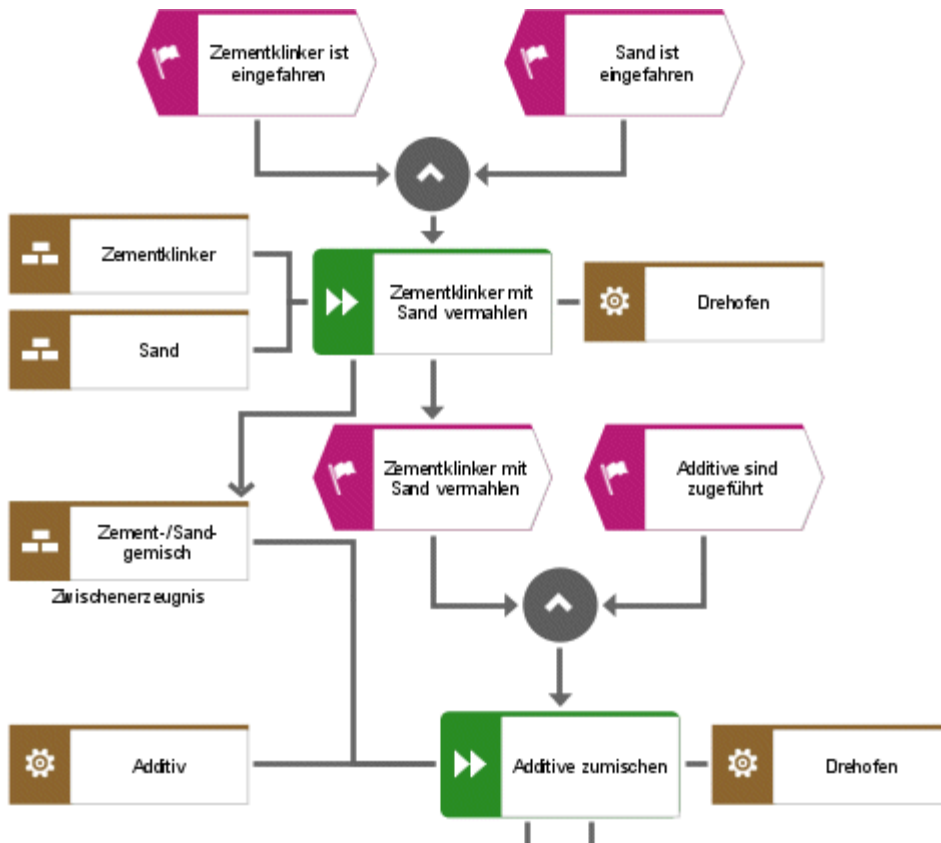 Zementklinker ist
eingefahren
Sand ist
eingefahren
Zementklinker
Zementklinker mit
Sand vermahlen
Drehofen
Sand
Zementklinker mit
Sand vermahlen
Additive sind
zugeführt
Zement-/Sand-
gemisch
Zwischenerzeugnis
Additiv
Additive zumischen
Drehofen